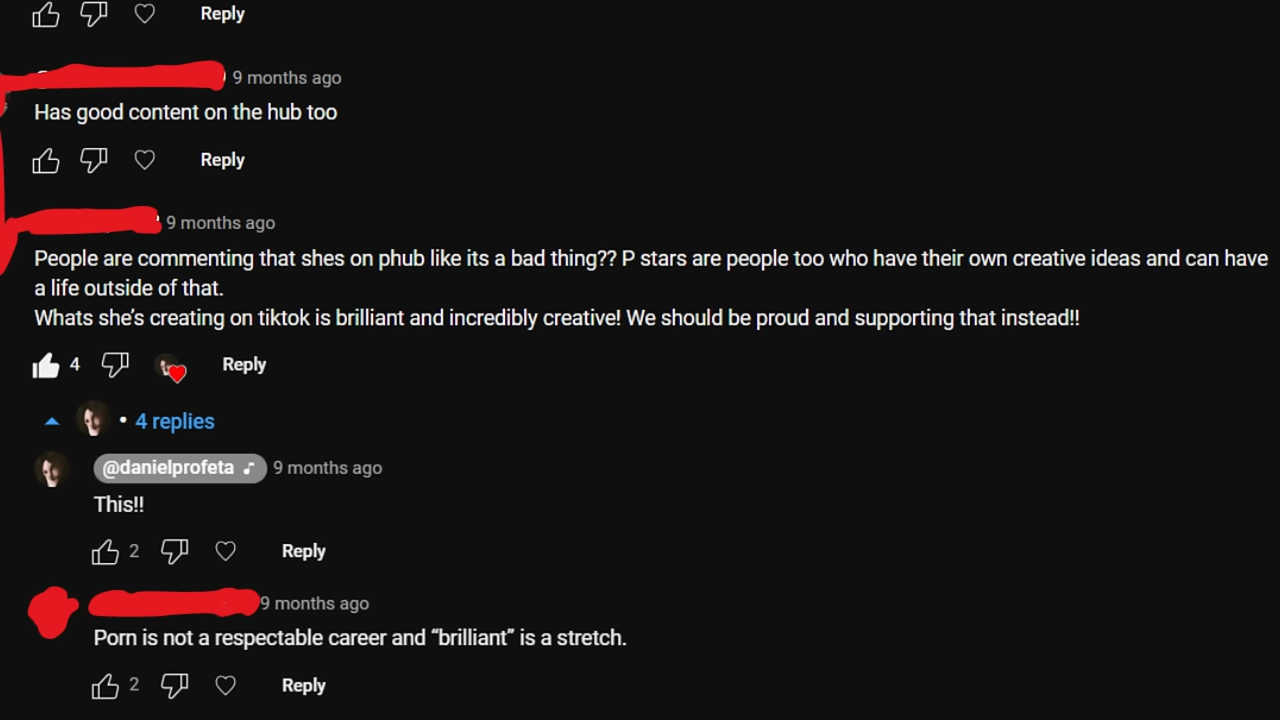 Reply
9 months ago
Has good content on the hub too
Reply
9 months ago
People are commenting that shes on phub like its a bad thing?? P stars are people too who have their own creative ideas and can have
a life outside of that.
Whats she’s creating on tiktok is brilliant and incredibly creative! We should be proud and supporting that instead!!
4 Reply
• 4 replies
@danielprofeta 9 months ago
This!!
2 Reply
9 months ago
Porn is not a respectable career and “brilliant” is a stretch.
2 Reply